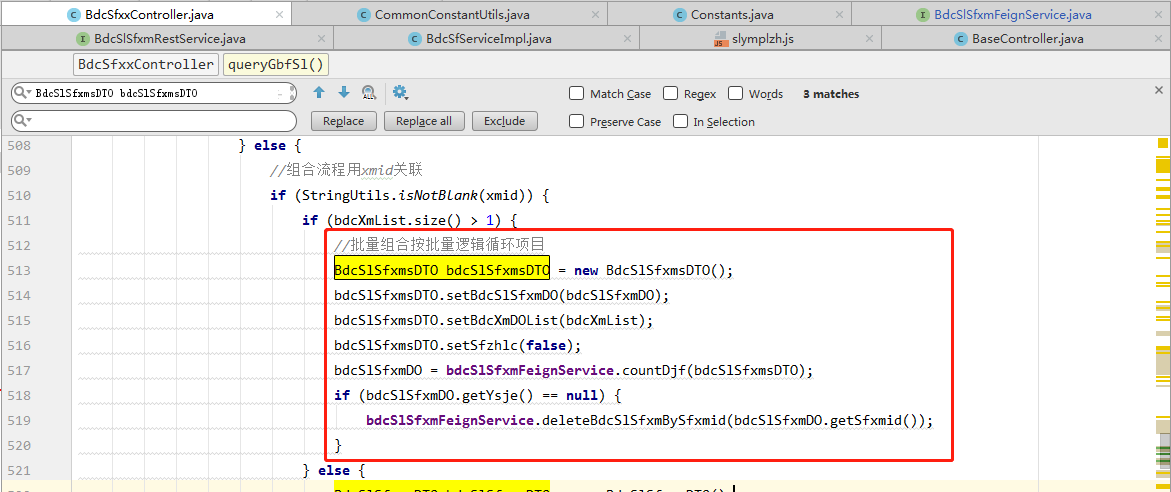 BdcSfxxController.java
CommonConstantUtils.java
Constants.java
BdcSlSfxmFeignService.java
BdcSlSfxmRestService.java
BdcSfServiceImpl.java
JS
slymplzh.js
BaseController.java
BdcSfxxController
queryGbfSl()
BdcSlSfxmsDTO bdcSlSfxmsDTO
ALL
Match Case
Regex
Words
3 matches
Replace
Replace all
Exclude
Preserve Case
In Selection
508 } else {
509 //组合流程用xmid关联
510 if (StringUtils.isNotBlank(xmid)) {
511 if (bdcXmList.size() > 1) {
512 //批量组合按批量逻辑循环项目
513 BdcSlSfxmsDTO bdcSlSfxmsDTO = new BdcSlSfxmsDTO();
514 bdcSlSfxmsDTO.setBdcSlSfxmDO(bdcSlSfxmDO);
515 bdcSlSfxmsDTO.setBdcXmDOList(bdcXmList);
516 bdcSlSfxmsDTO.setSfzhlc(false);
517 bdcSlSfxmDO = bdcSlSfxmFeignService.countDjf(bdcSlSfxmsDTO);
518 if (bdcSlSfxmDO.getYsje() == null) {
519 bdcSlSfxmFeignService.deleteBdcSlSfxmBySfxmid(bdcSlSfxmDO.getSfxmid());
520 }
521 } else {